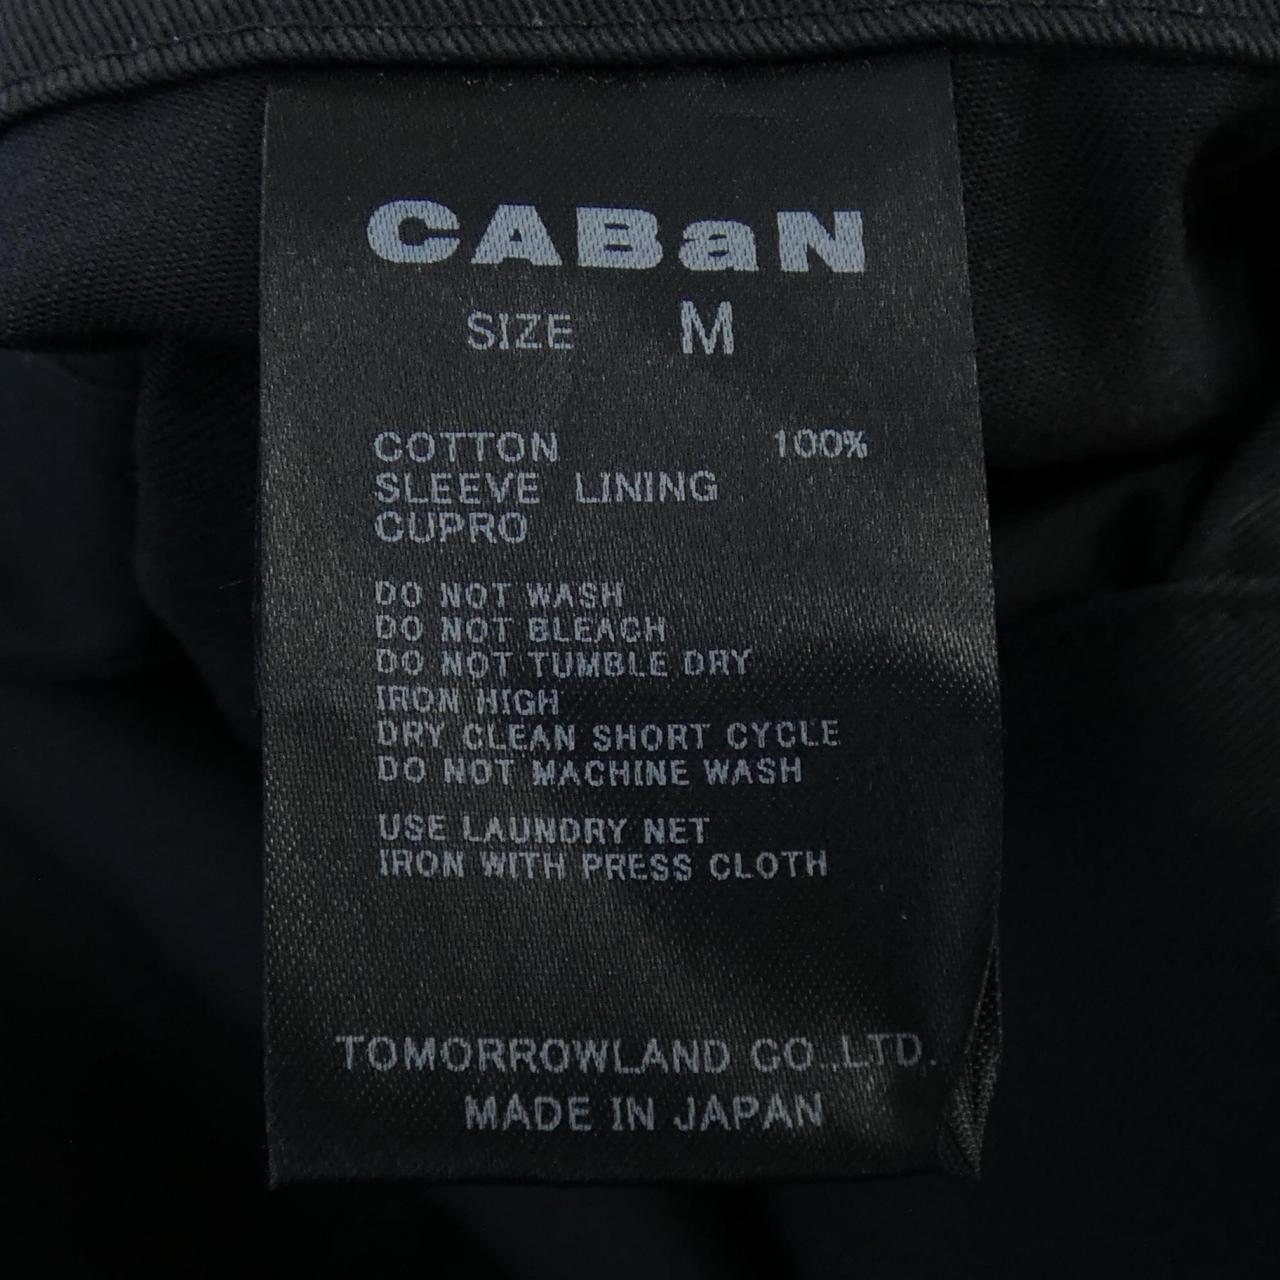 CABaN
SIZE M
COTTON 100%
SLEEVE LINING
CUPRO
DO NOT WASH
DO NOT BLEACH
DO NOT TUMBLE DRY
IRON HIGH
DRY CLEAN SHORT CYCLE
DO NOT MACHINE WASH
USE LAUNDRY NET
IRON WITH PRESS CLOTH
TOMORROWLAND CO.,LTD.
MADE IN JAPAN